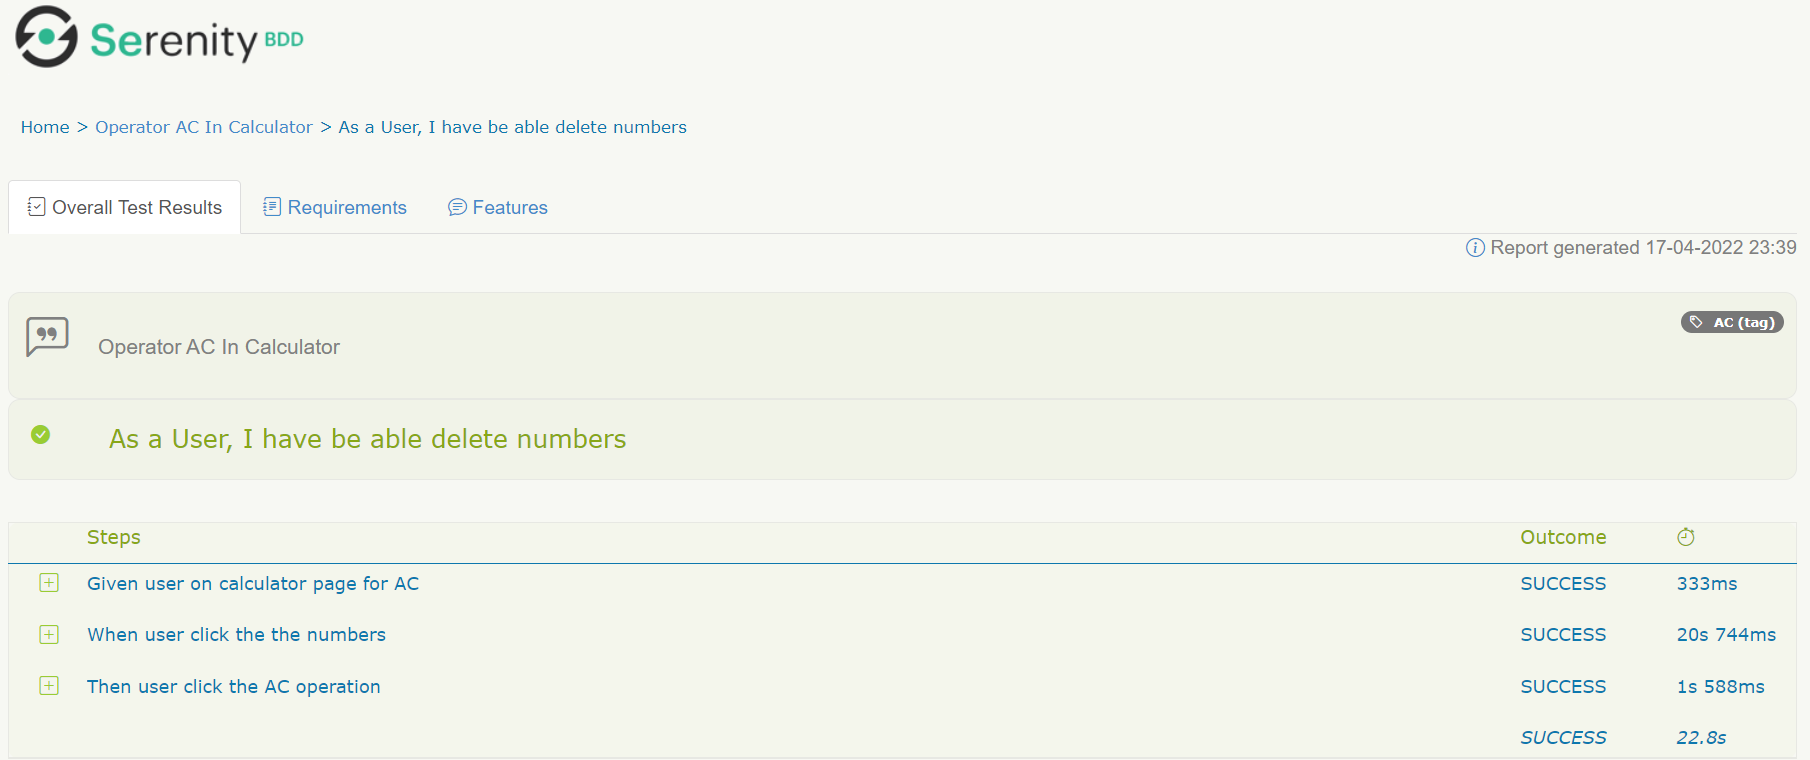 Serenity BDD
Home > Operator AC In Calculator > As a User, I have be able delete numbers
Overall Test Results Requirements Features
Report generated 17-04-2022 23:39
AC (tag)
Operator AC In Calculator
As a User, I have be able delete numbers
Steps Outcome
Given user on calculator page for AC SUCCESS 333ms
When user click the the numbers SUCCESS 20s 744ms
Then user click the AC operation SUCCESS 1s 588ms
SUCCESS 22.8s